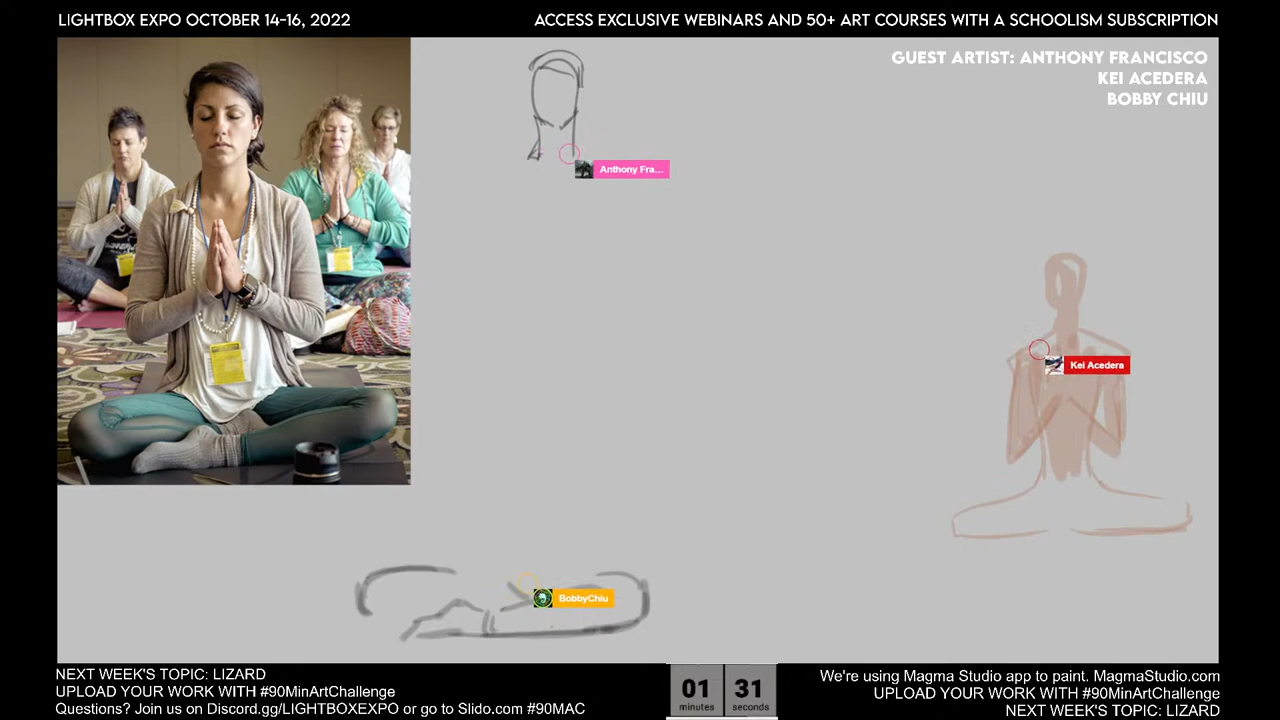 LIGHTBOX EXPO OCTOBER 14-16, 2022
ACCESS EXCLUSIVE WEBINARS AND 50+ ART COURSES WITH A SCHOOLISM SUBSCRIPTION
GUEST ARTIST: ANTHONY FRANCISCO
KEI ACEDERA
BOBBY CHIU
Anthony Fra...
Kei Acedera
BobbyChiu
NEXT WEEK'S TOPIC: LIZARD
UPLOAD YOUR WORK WITH #90MinArtChallenge
Questions? Join us on Discord.gg/LIGHTBOXEXPO or go to Slido.com #90MAC
01 31
minutes seconds
We're using Magma Studio app to paint. MagmaStudio.com
UPLOAD YOUR WORK WITH #90MinArtChallenge
NEXT WEEK'S TOPIC: LIZARD